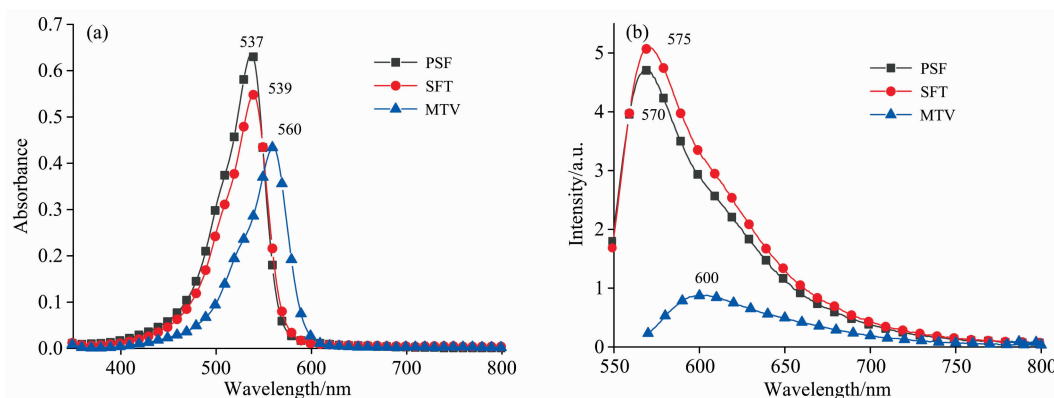 (a)
537
539
560
PSF
SFT
MTV
0.7
0.6
0.5
0.4
0.3
0.2
0.1
0.0
Absorbance
400 500 600 700 800
Wavelength/nm
(b)
575
570
600
PSF
SFT
MTV
5
4
3
2
1
0
Intensity/a.u.
550 600 650 700 750 800
Wavelength/nm